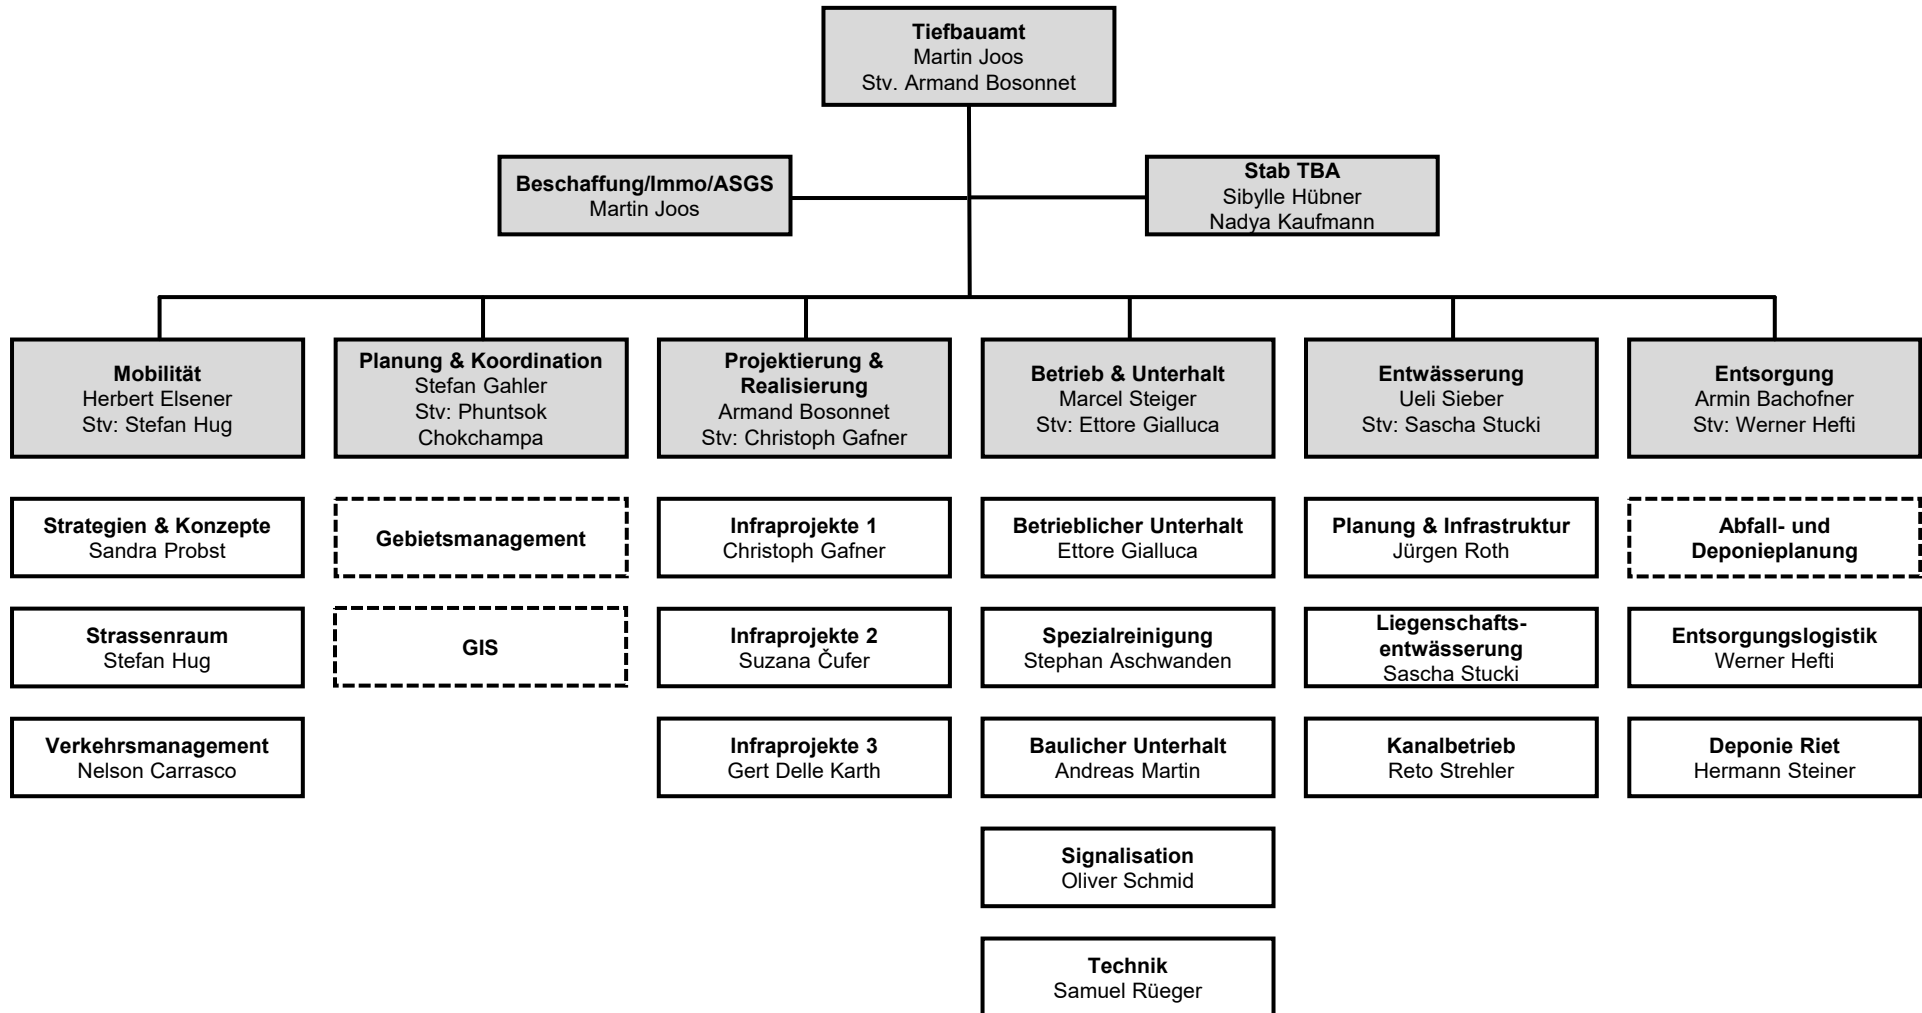 Tiefbauamt
Martin Joos
Stv. Armand Bosonnet
Beschaffung/Immo/ASGS
Martin Joos
Stab TBA
Sibylle Hübner
Nadya Kaufmann
Mobilität
Herbert Elsener
Stv: Stefan Hug
Planung & Koordination
Stefan Gahler
Stv: Phuntsok
Chokchampa
Projektierung &
Realisierung
Armand Bosonnet
Stv: Christoph Gafner
Betrieb & Unterhalt
Marcel Steiger
Stv: Ettore Gialluca
Entwässerung
Ueli Sieber
Stv: Sascha Stucki
Entsorgung
Armin Bachofner
Stv: Werner Hefti
Strategien & Konzepte
Sandra Probst
Gebietsmanagement
Infraprojekte 1
Christoph Gafner
Betrieblicher Unterhalt
Ettore Gialluca
Planung & Infrastruktur
Jürgen Roth
Abfall- und
Deponieplanung
Strassenraum
Stefan Hug
GIS
Infraprojekte 2
Suzana Čufer
Spezialreinigung
Stephan Aschwanden
Liegenschafts-
entwässerung
Sascha Stucki
Entsorgungslogistik
Werner Hefti
Verkehrsmanagement
Nelson Carrasco
Infraprojekte 3
Gert Delle Karth
Baulicher Unterhalt
Andreas Martin
Kanalbetrieb
Reto Strehler
Deponie Riet
Hermann Steiner
Signalisation
Oliver Schmid
Technik
Samuel Rüeger